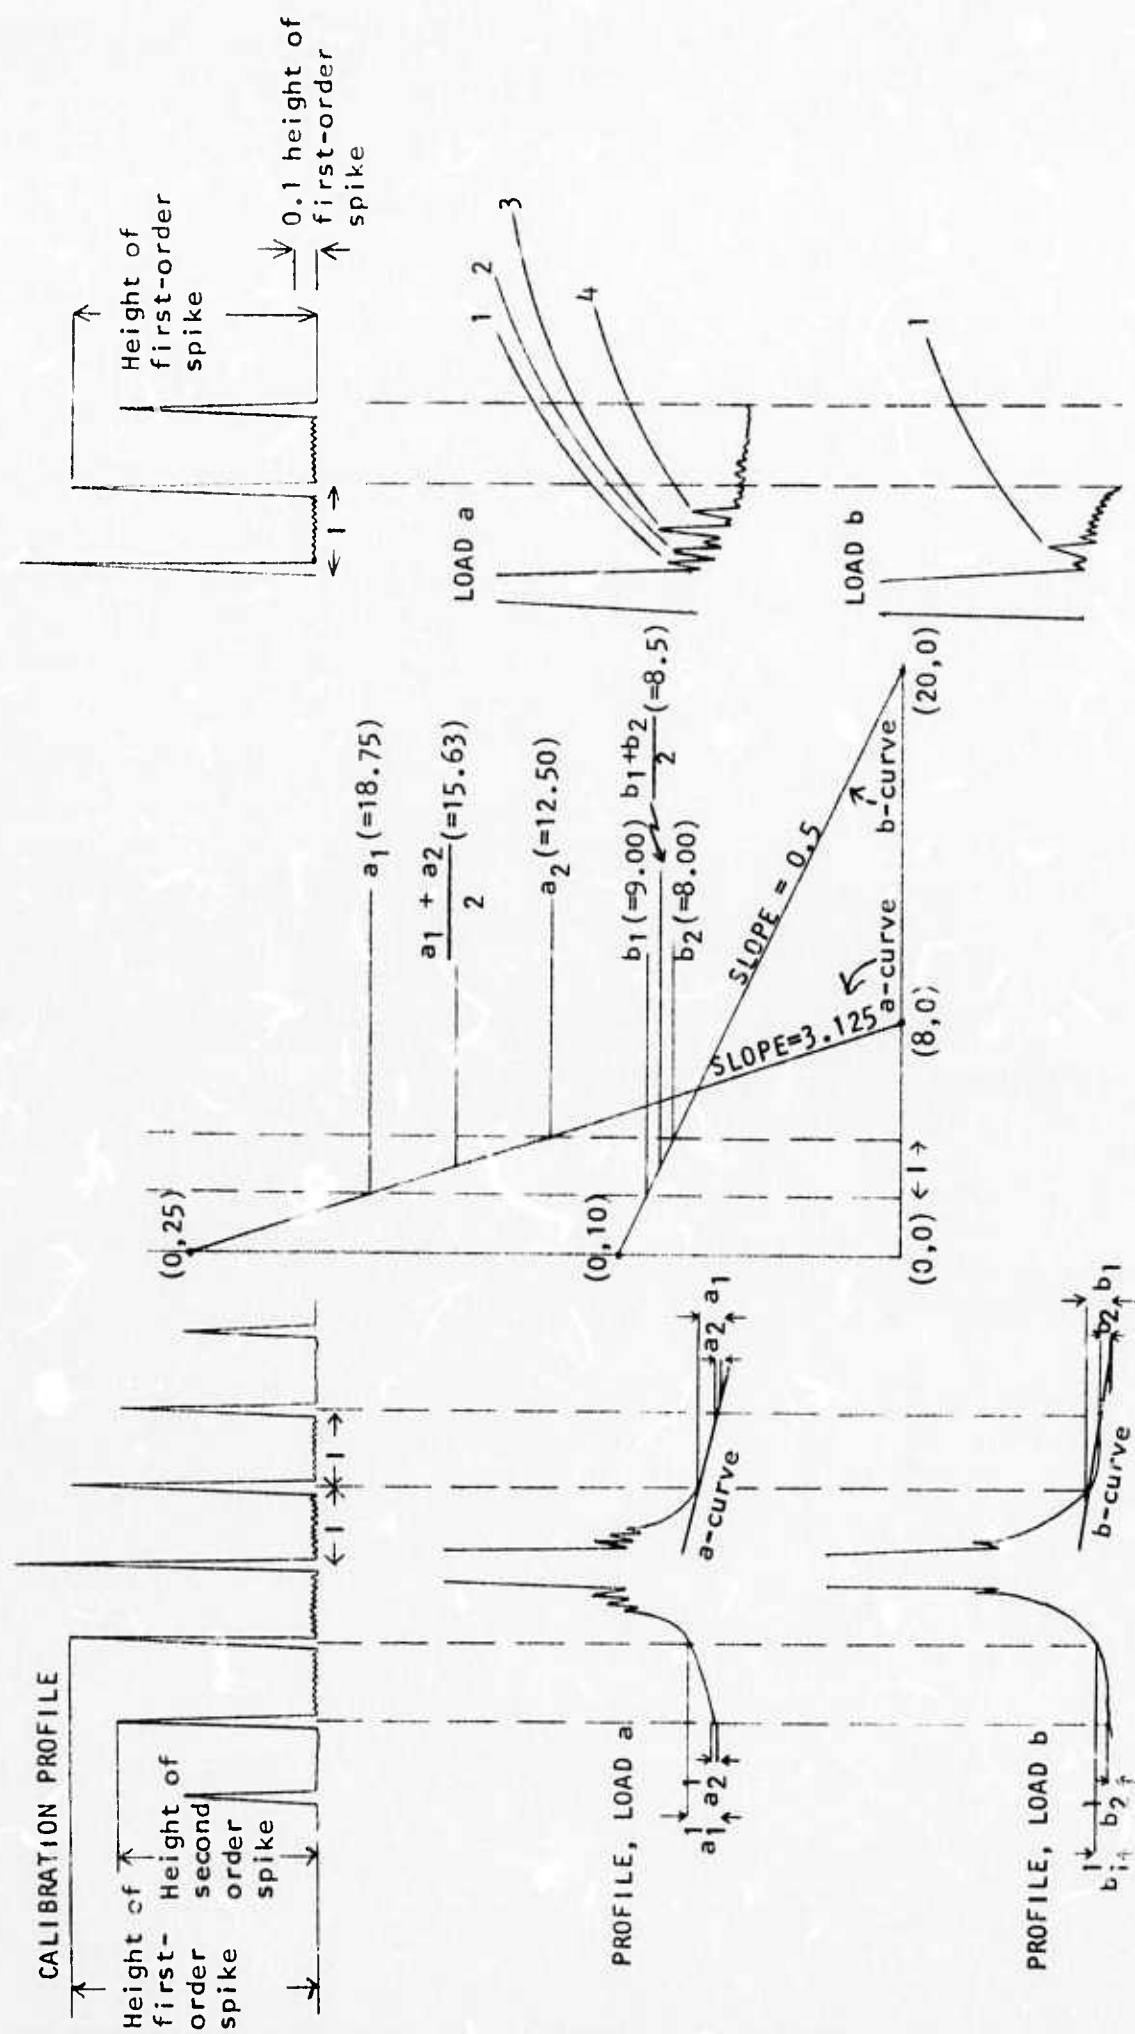 CALIBRATION PROFILE
Height of
first-
order
spike
Height of
second
order
spike
← I →
← I →
PROFILE, LOAD a
a₁¹
a₂¹
a-curve
a₂
a₁
PROFILE, LOAD b
b₁¹
b₂¹
b-curve
b₂
b₁
(0,25)
a₁(=18.75)
a₁ + a₂
2
(=15.63)
a₂(=12.50)
(0,10)
b₁(=9.00)
b₁+b₂
2
(=8.5)
b₂(=8.00)
SLOPE = 0.5
SLOPE=3.125
a-curve
b-curve
(0,0)
← I →
(8,0)
(20,0)
Height of
first-order
spike
0.1 height of
first-order
spike
← I →
LOAD a
1
2
3
4
LOAD b
1